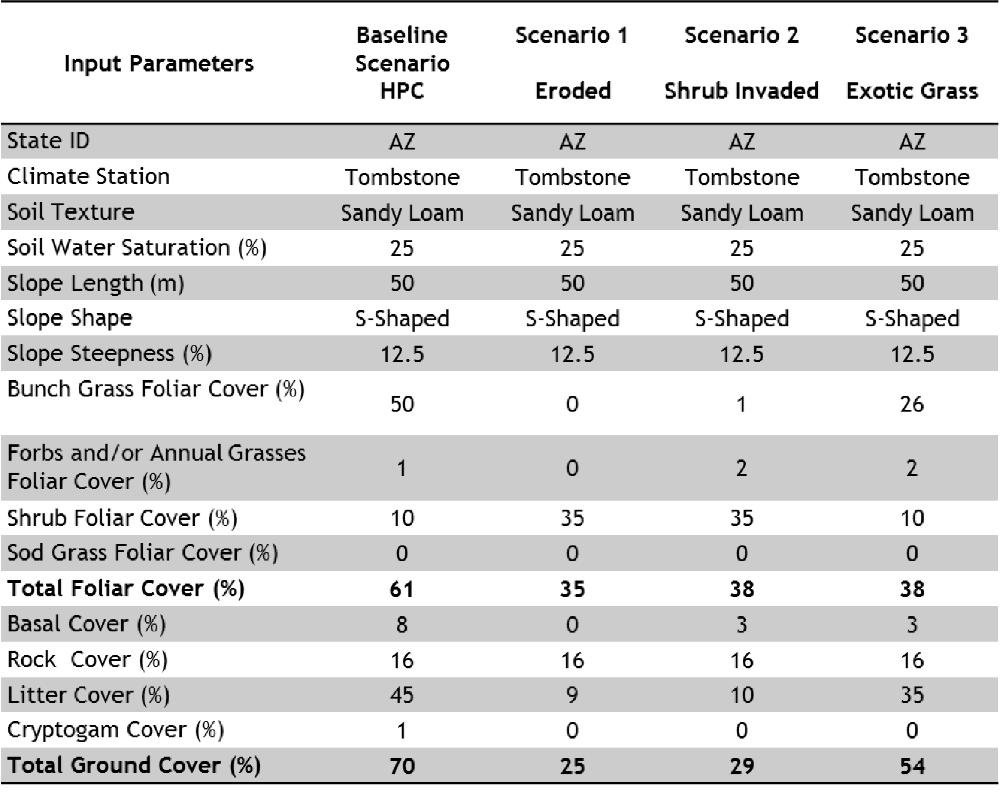 Input Parameters Baseline Scenario HPC Scenario 1 Eroded Scenario 2 Shrub Invaded Scenario 3 Exotic Grass
State ID AZ AZ AZ AZ
Climate Station Tombstone Tombstone Tombstone Tombstone
Soil Texture Sandy Loam Sandy Loam Sandy Loam Sandy Loam
Soil Water Saturation (%) 25 25 25 25
Slope Length (m) 50 50 50 50
Slope Shape S-Shaped S-Shaped S-Shaped S-Shaped
Slope Steepness (%) 12.5 12.5 12.5 12.5
Bunch Grass Foliar Cover (%) 50 0 1 26
Forbs and/or Annual Grasses
Foliar Cover (%) 1 0 2 2
Shrub Foliar Cover (%) 10 35 35 10
Sod Grass Foliar Cover (%) 0 0 0 0
Total Foliar Cover (%) 61 35 38 38
Basal Cover (%) 8 0 3 3
Rock Cover (%) 16 16 16 16
Litter Cover (%) 45 9 10 35
Cryptogam Cover (%) 1 0 0 0
Total Ground Cover (%) 70 25 29 54